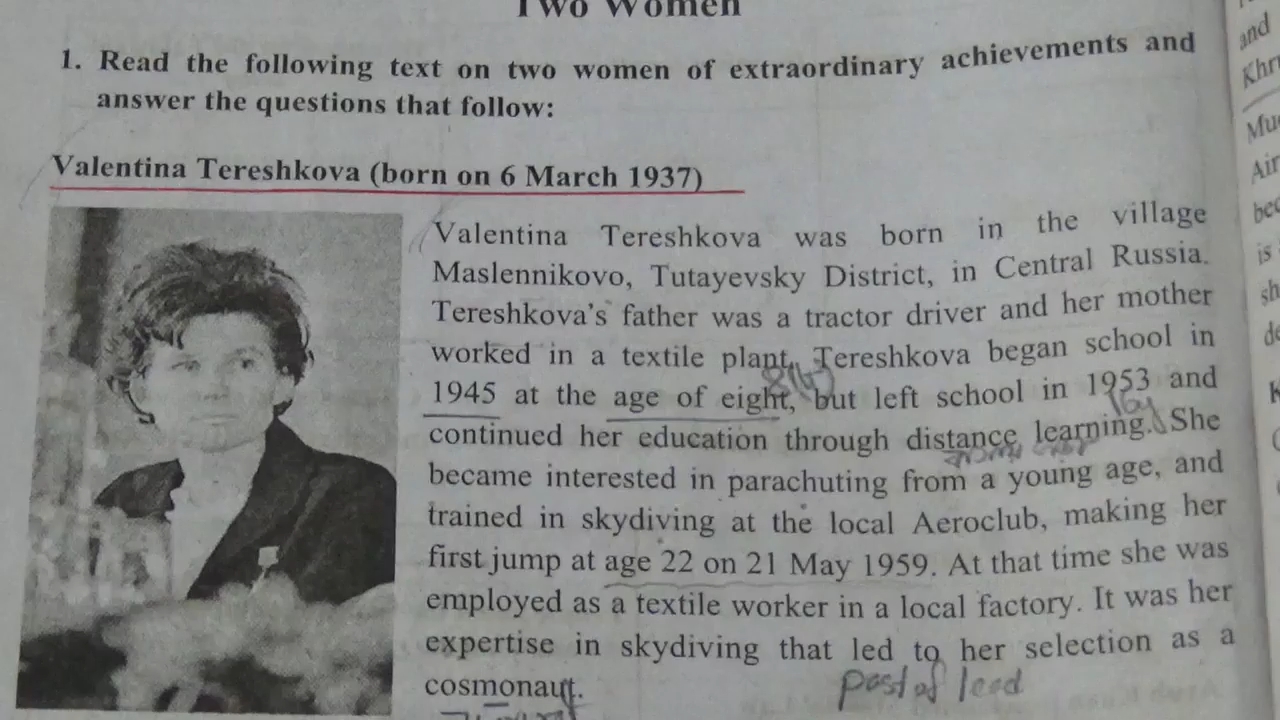 Two Women
1. Read the following text on two women of extraordinary achievements and
answer the questions that follow:
Valentina Tereshkova (born on 6 March 1937)
Valentina Tereshkova was born in the village
Maslennikovo, Tutayevsky District, in Central Russia.
Tereshkova's father was a tractor driver and her mother
worked in a textile plant. Tereshkova began school in
1945 at the age of eight, but left school in 1953 and
continued her education through distance learning. She
became interested in parachuting from a young age, and
trained in skydiving at the local Aeroclub, making her
first jump at age 22 on 21 May 1959. At that time she was
employed as a textile worker in a local factory. It was her
expertise in skydiving that led to her selection as a
cosmonaut.
past of lead
and
is